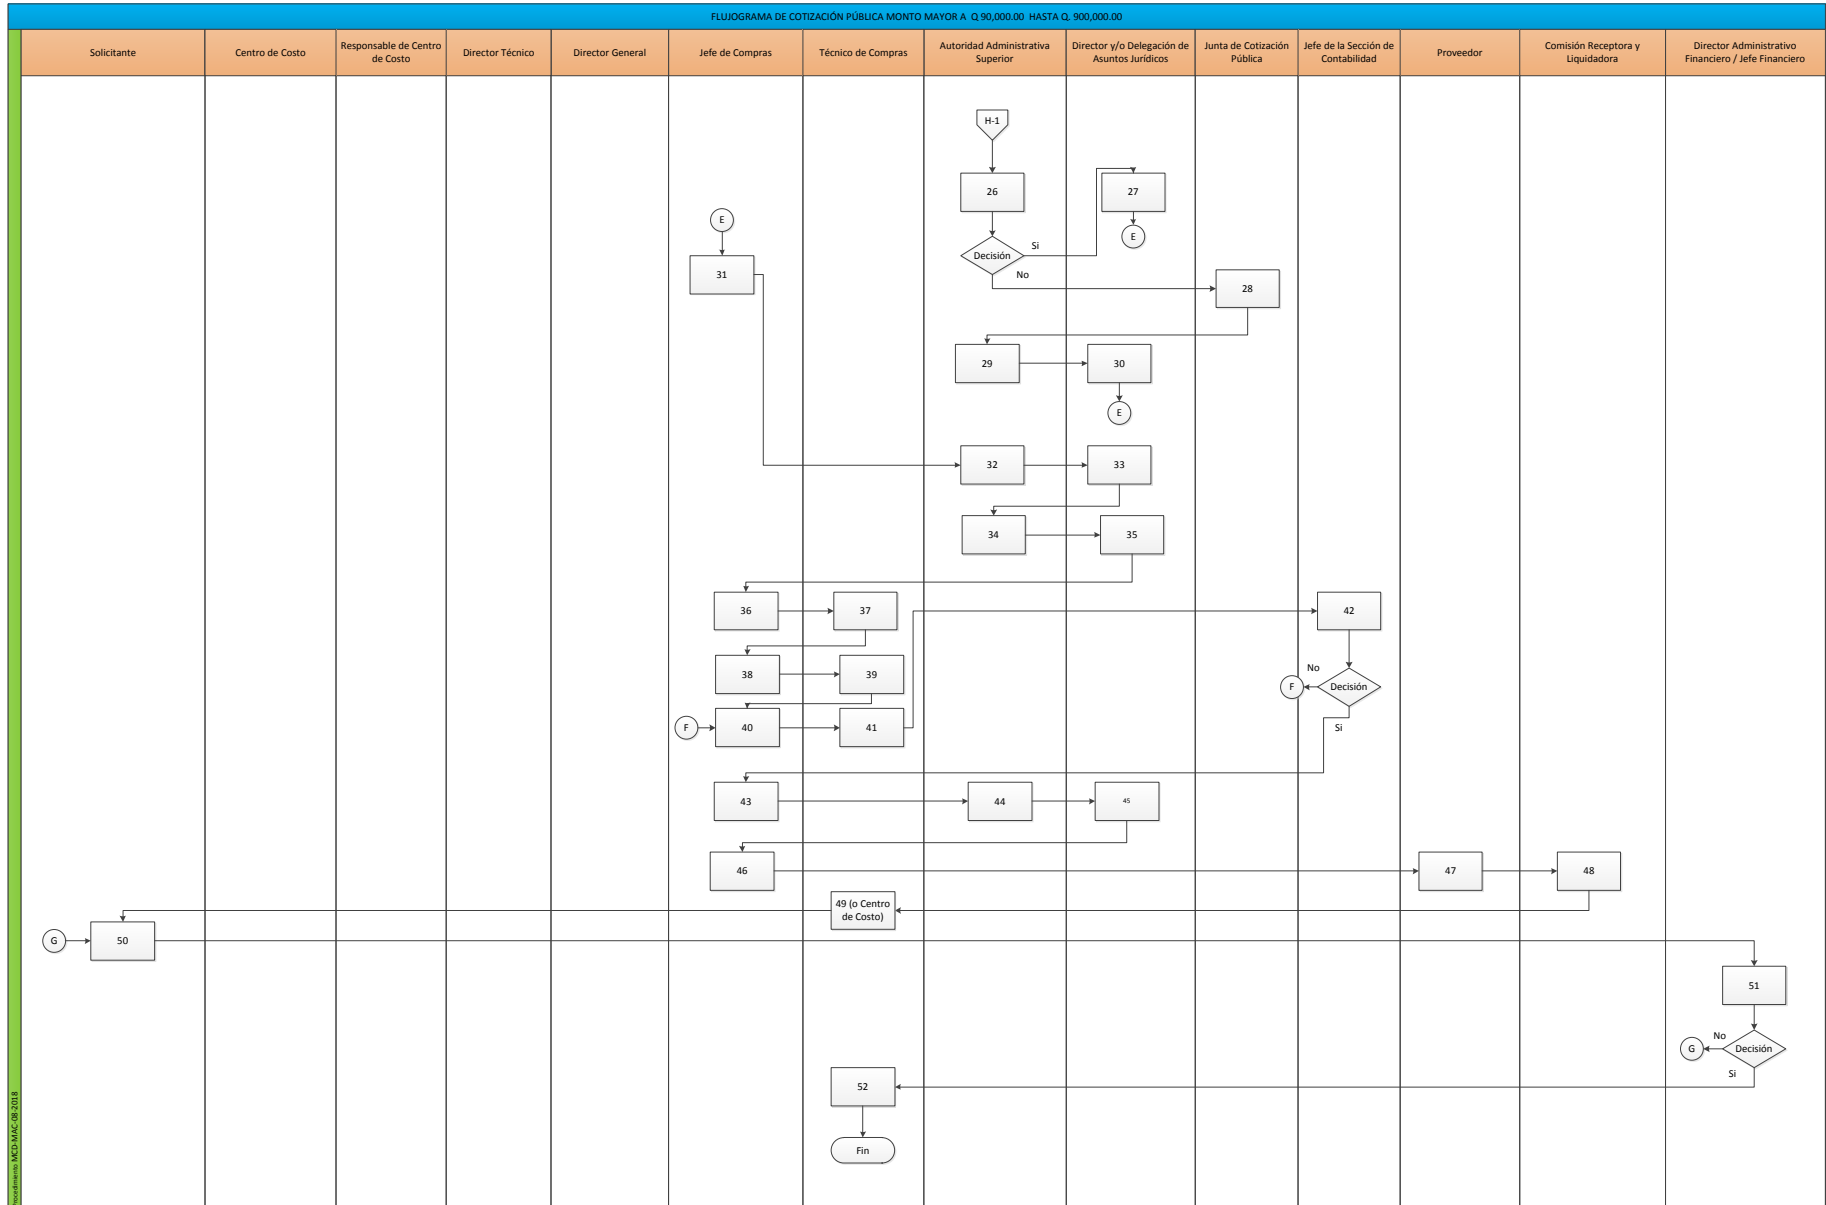 FLUJOGRAMA DE COTIZACIÓN PÚBLICA MONTO MAYOR A Q 90,000.00 HASTA Q. 900,000.00
Solicitante
Centro de Costo
Responsable de Centro
de Costo
Director Técnico
Director General
Jefe de Compras
Técnico de Compras
Autoridad Administrativa
Superior
Director y/o Delegación de
Asuntos Jurídicos
Junta de Cotización
Pública
Jefe de la Sección de
Contabilidad
Proveedor
Comisión Receptora y
Liquidadora
Director Administrativo
Financiero / Jefe Financiero
H-1
26
27
E
E
Decisión
Si
No
31
28
29
30
E
32
33
34
35
36
37
42
38
39
No
F
Decisión
Si
F
40
41
43
44
45
46
47
48
49 (o Centro
de Costo)
G
50
51
No
G
Decisión
Si
52
Fin
Procedimiento MCD-MAC-08-2018